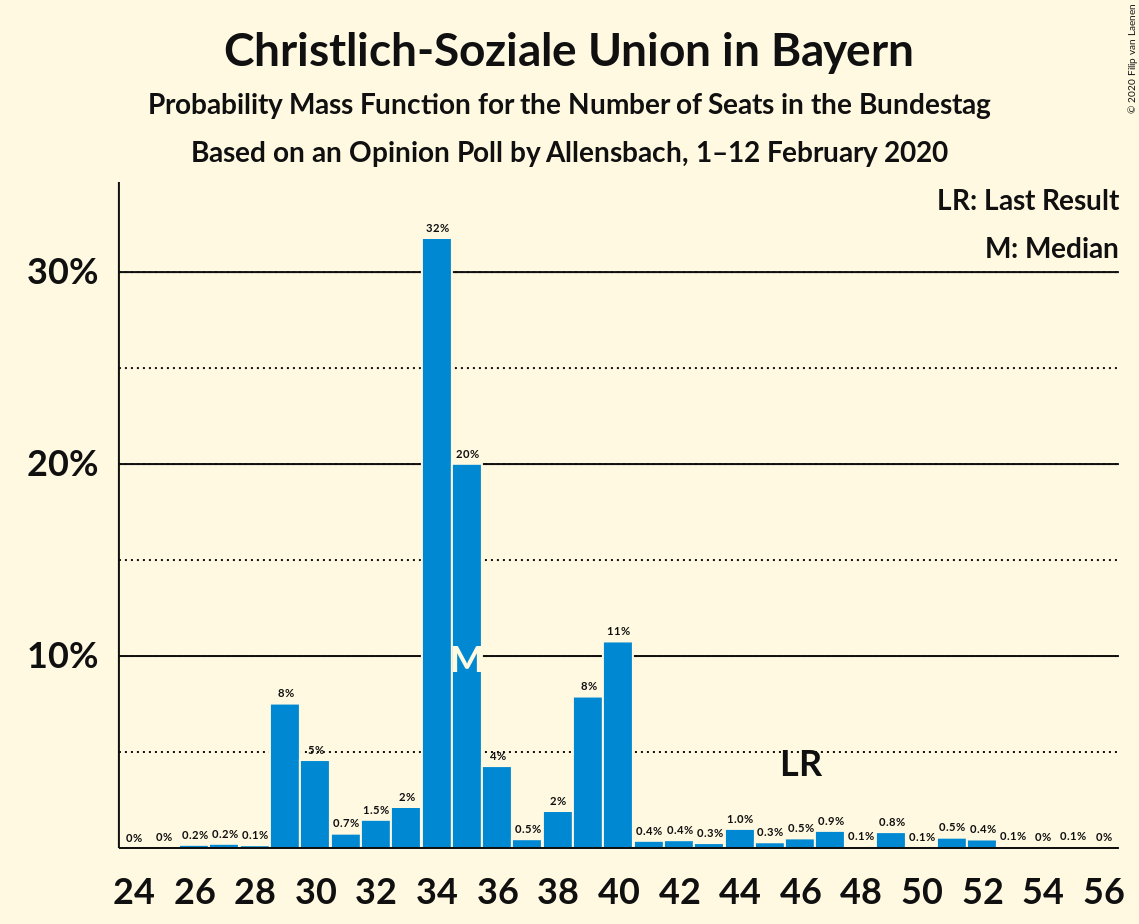 Christlich-Soziale Union in Bayern
Probability Mass Function for the Number of Seats in the Bundestag
Based on an Opinion Poll by Allensbach, 1–12 February 2020
© 2020 Filip van Laenen
LR: Last Result
M: Median
30%
20%
10%
0% 0% 0.2% 0.2% 0.1% 8% 5% 0.7% 1.5% 2% 32% 20% 4% 0.5% 2% 8% 11% 0.4% 0.4% 0.3% 1.0% 0.3% 0.5% 0.9% 0.1% 0.8% 0.1% 0.5% 0.4% 0.1% 0% 0.1% 0%
M
LR
24 26 28 30 32 34 36 38 40 42 44 46 48 50 52 54 56